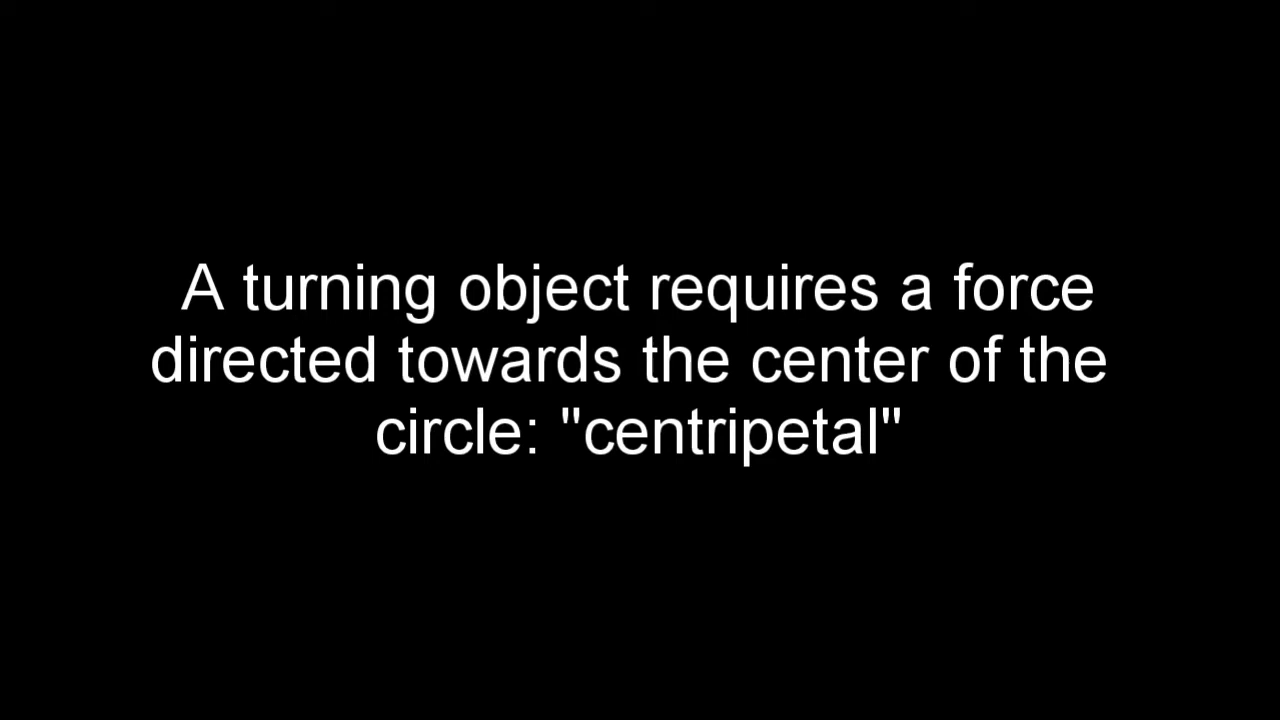 A turning object requires a force
directed towards the center of the
circle: "centripetal"